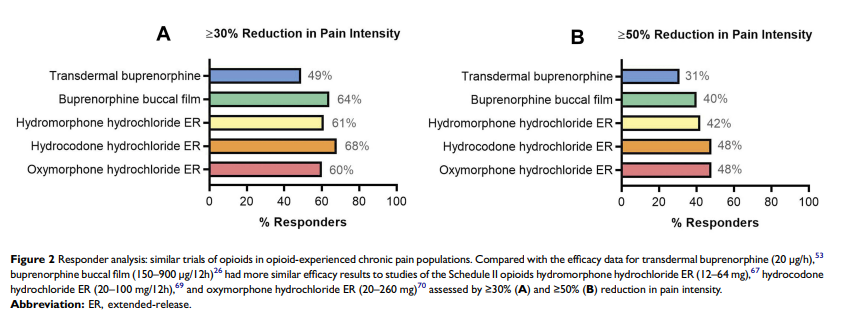 A ≥30% Reduction in Pain Intensity
Transdermal buprenorphine 49%
Buprenorphine buccal film 64%
Hydromorphone hydrochloride ER 61%
Hydrocodone hydrochloride ER 68%
Oxymorphone hydrochloride ER 60%
0 20 40 60 80 100
% Responders
B ≥50% Reduction in Pain Intensity
Transdermal buprenorphine 31%
Buprenorphine buccal film 40%
Hydromorphone hydrochloride ER 42%
Hydrocodone hydrochloride ER 48%
Oxymorphone hydrochloride ER 48%
0 20 40 60 80 100
% Responders
Figure 2 Responder analysis: similar trials of opioids in opioid-experienced chronic pain populations. Compared with the efficacy data for transdermal buprenorphine (20 μg/h),53
buprenorphine buccal film (150–900 μg/12h)26 had more similar efficacy results to studies of the Schedule II opioids hydromorphone hydrochloride ER (12–64 mg),67 hydrocodone
hydrochloride ER (20–100 mg/12h),69 and oxymorphone hydrochloride ER (20–260 mg)70 assessed by ≥30% (A) and ≥50% (B) reduction in pain intensity.
Abbreviation: ER, extended-release.